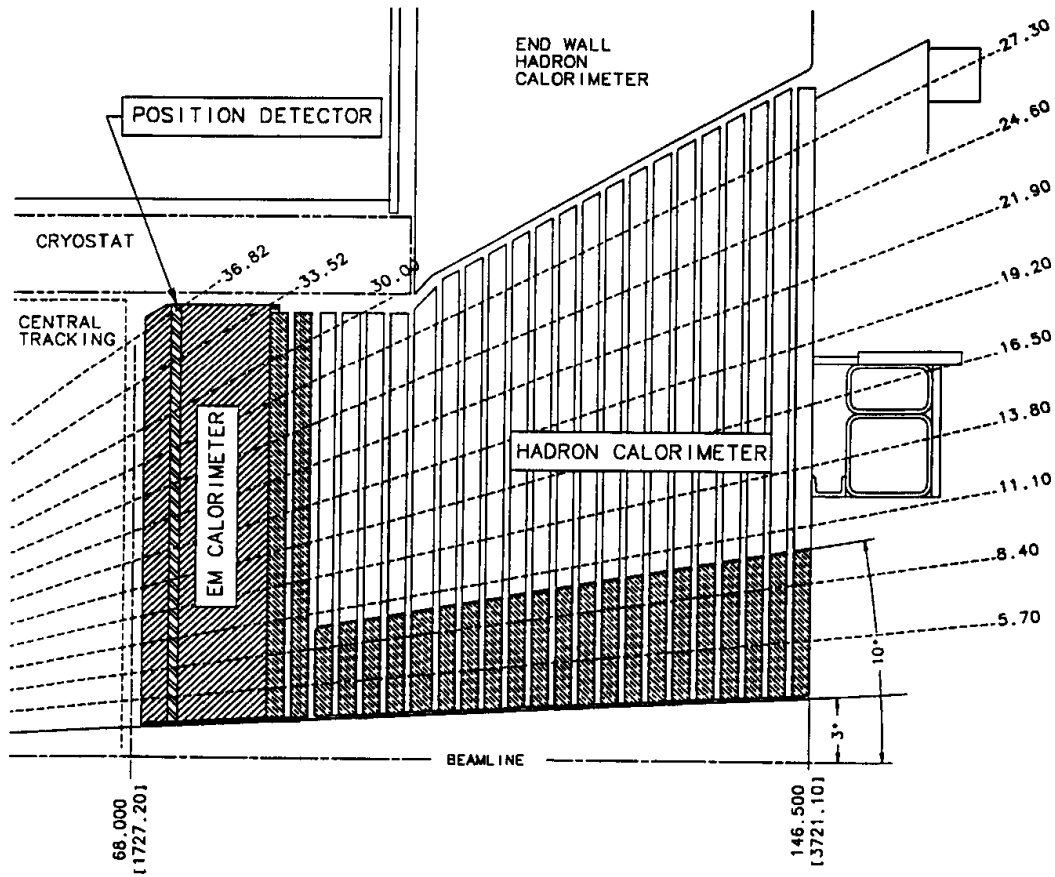 END WALL
HADRON
CALORIMETER
27.30
POSITION DETECTOR
24.60
21.90
CRYOSTAT
36.82
33.52
30.00
19.20
CENTRAL
TRACKING
16.50
EM CALORIMETER
HADRON CALORIMETER
13.80
11.10
8.40
5.70
10°
3°
BEAMLINE
68.000
[1727.20]
146.500
[3721.10]